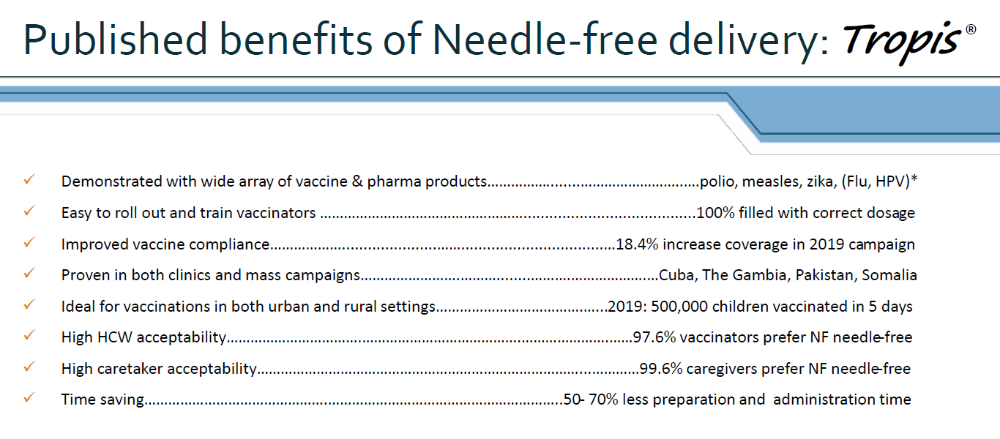 Published benefits of Needle-free delivery: Tropis®
✓ Demonstrated with wide array of vaccine & pharma products……………………………………………polio, measles, zika, (Flu, HPV)*
✓ Easy to roll out and train vaccinators ……………………………………………………………………………100% filled with correct dosage
✓ Improved vaccine compliance……………………………………………………………………18.4% increase coverage in 2019 campaign
✓ Proven in both clinics and mass campaigns……………………………………………………………Cuba, The Gambia, Pakistan, Somalia
✓ Ideal for vaccinations in both urban and rural settings……………………………………2019: 500,000 children vaccinated in 5 days
✓ High HCW acceptability…………………………………………………………………………………97.6% vaccinators prefer NF needle-free
✓ High caretaker acceptability……………………………………………………………………………99.6% caregivers prefer NF needle-free
✓ Time saving……………………………………………………………………………………50- 70% less preparation and  administration time